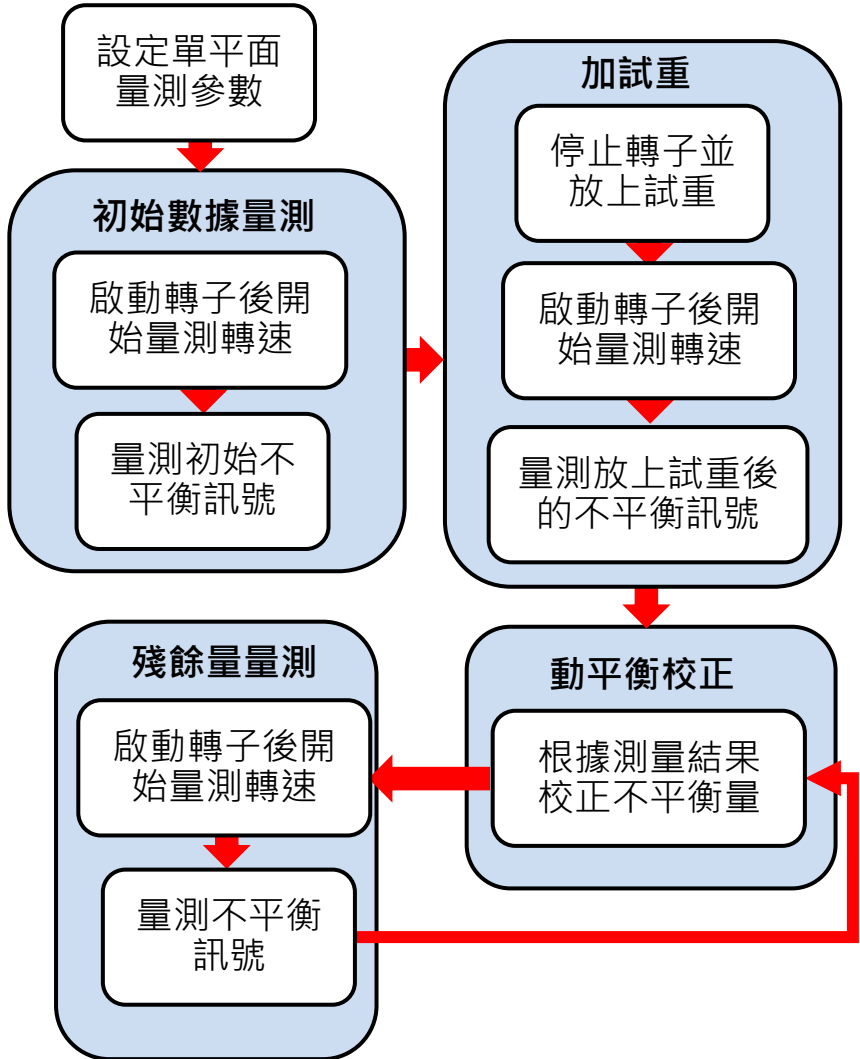 設定單平面
量測參數
初始數據量測
啟動轉子後開
始量測轉速
量測初始不
平衡訊號
加試重
停止轉子並
放上試重
啟動轉子後開
始量測轉速
量測放上試重後
的不平衡訊號
動平衡校正
根據測量結果
校正不平衡量
殘餘量量測
啟動轉子後開
始量測轉速
量測不平衡
訊號